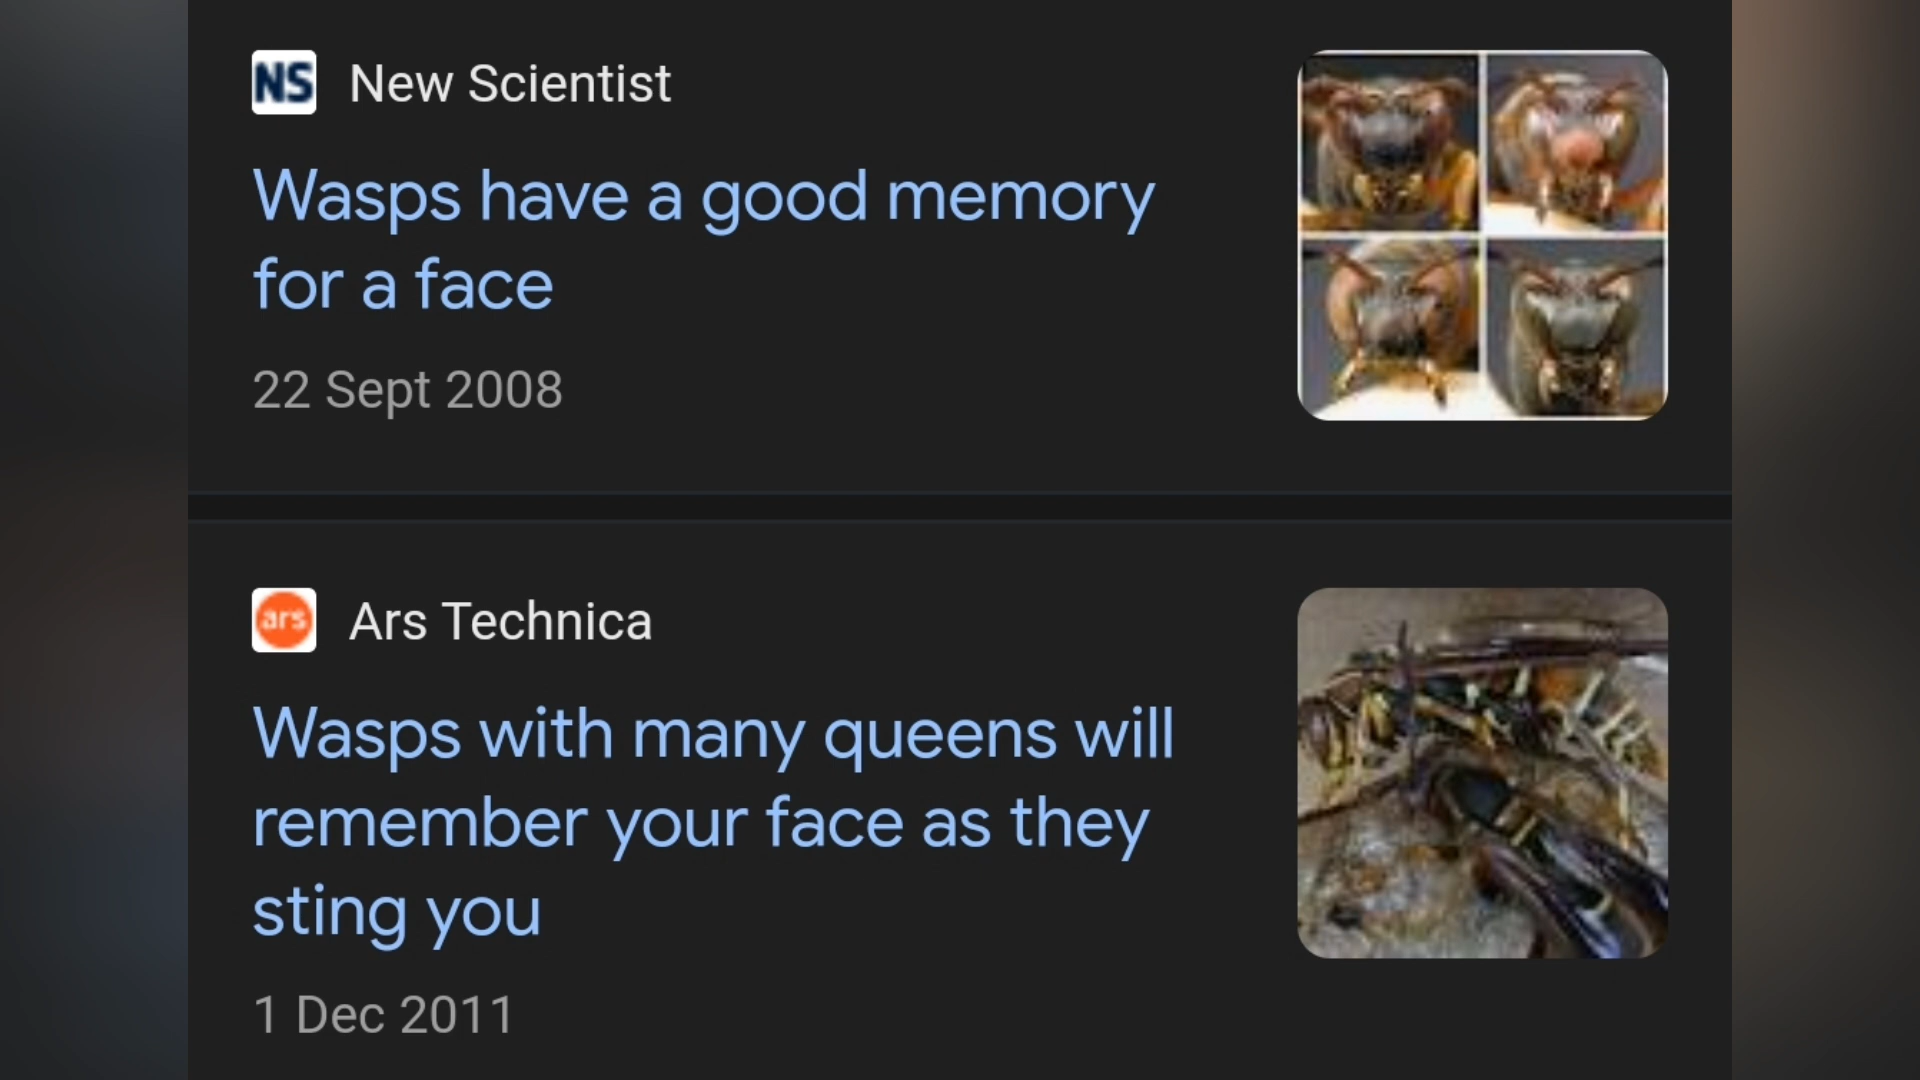 NS New Scientist
Wasps have a good memory
for a face
22 Sept 2008
ars Ars Technica
Wasps with many queens will
remember your face as they
sting you
1 Dec 2011